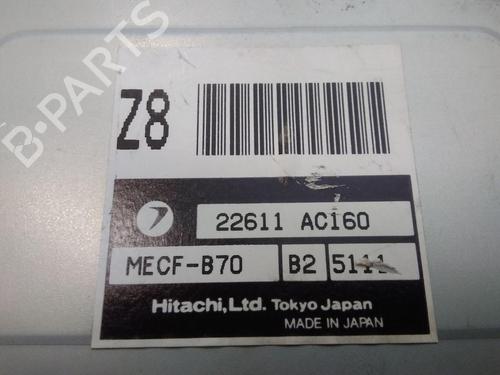 B-PARTS
Z8
22611 AC160
MECF-B70 B2 5111
Hitachi, Ltd. Tokyo Japan
MADE IN JAPAN